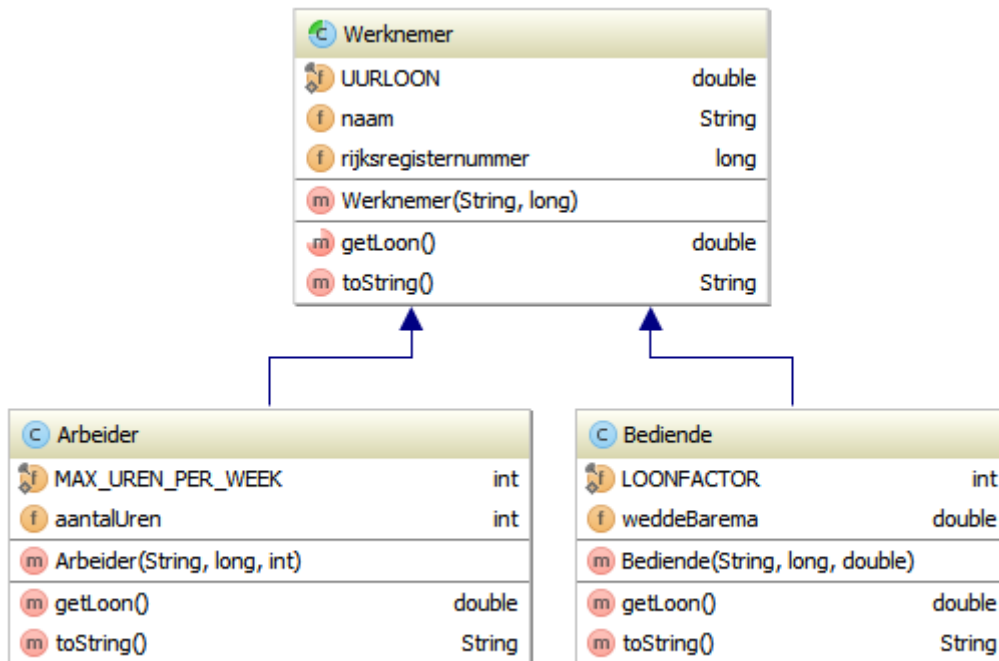 C Werknemer
f UURLOON double
f naam String
f rijksregisternummer long
m Werknemer(String, long)
m getLoon() double
m toString() String
C Arbeider
f MAX_UREN_PER_WEEK int
f aantalUren int
m Arbeider(String, long, int)
m getLoon() double
m toString() String
C Bediende
f LOONFACTOR int
f weddeBarema double
m Bediende(String, long, double)
m getLoon() double
m toString() String